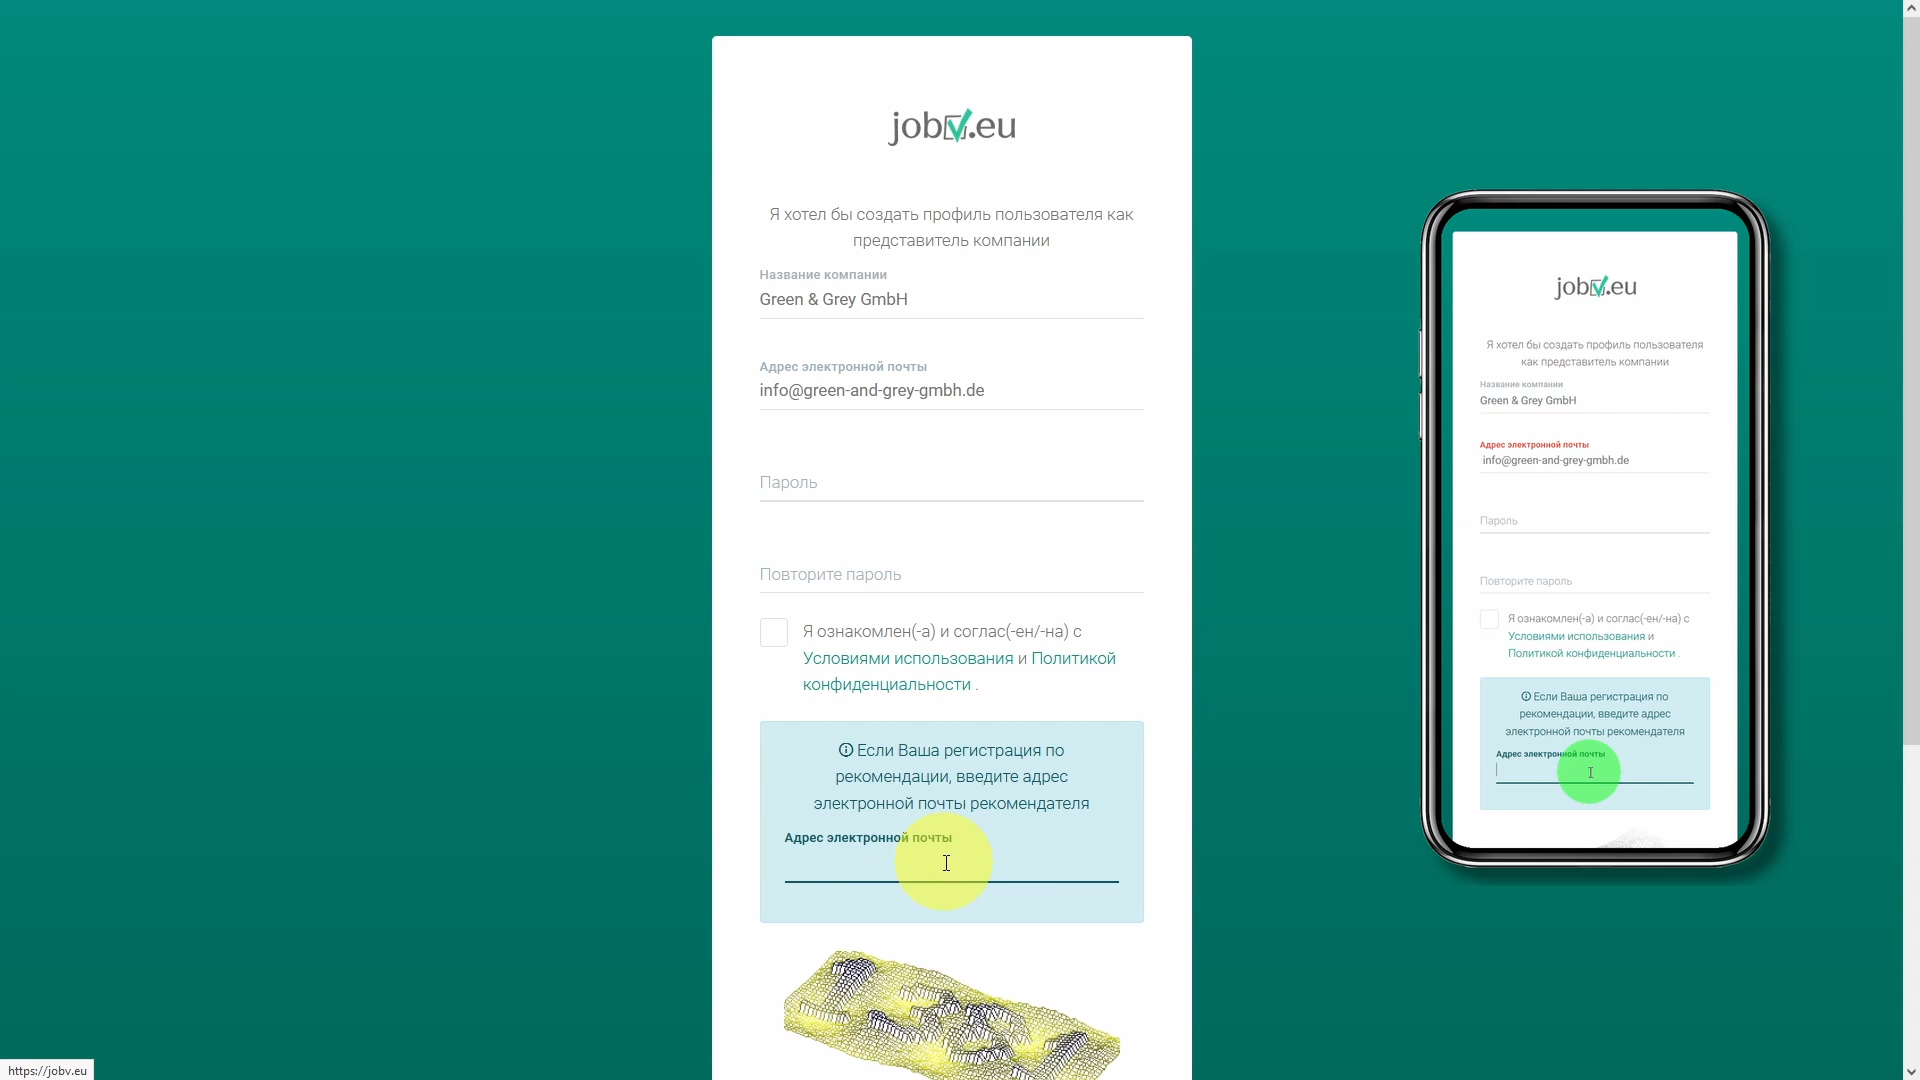 jobv.eu
Я хотел бы создать профиль пользователя как
представитель компании
Название компании
Green & Grey GmbH
Адрес электронной почты
info@green-and-grey-gmbh.de
Пароль
Повторите пароль
Я ознакомлен(-а) и соглас(-ен/-на) с
Условиями использования и Политикой
конфиденциальности .
Если Ваша регистрация по
рекомендации, введите адрес
электронной почты рекомендателя
Адрес электронной почты
jobv.eu
Я хотел бы создать профиль пользователя
как представитель компании
Название компании
Green & Grey GmbH
Адрес электронной почты
info@green-and-grey-gmbh.de
Пароль
Повторите пароль
Я ознакомлен(-а) и соглас(-ен/-на) с
Условиями использования и
Политикой конфиденциальности .
Если Ваша регистрация по
рекомендации, введите адрес
электронной почты рекомендателя
Адрес электронной почты
https://jobv.eu